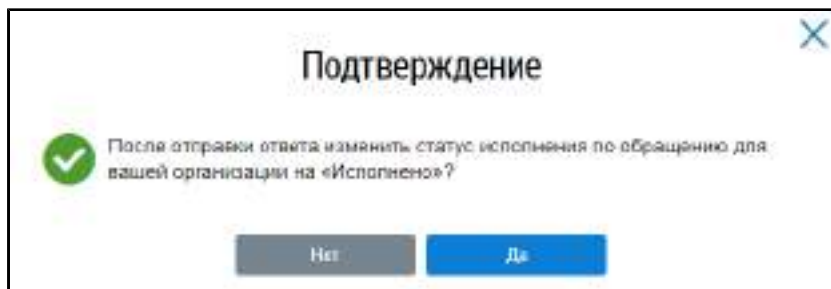 Подтверждение
После отправки ответа изменить статус исполнения по обращению для
вашей организации на «Исполнено»?
Нет
Да